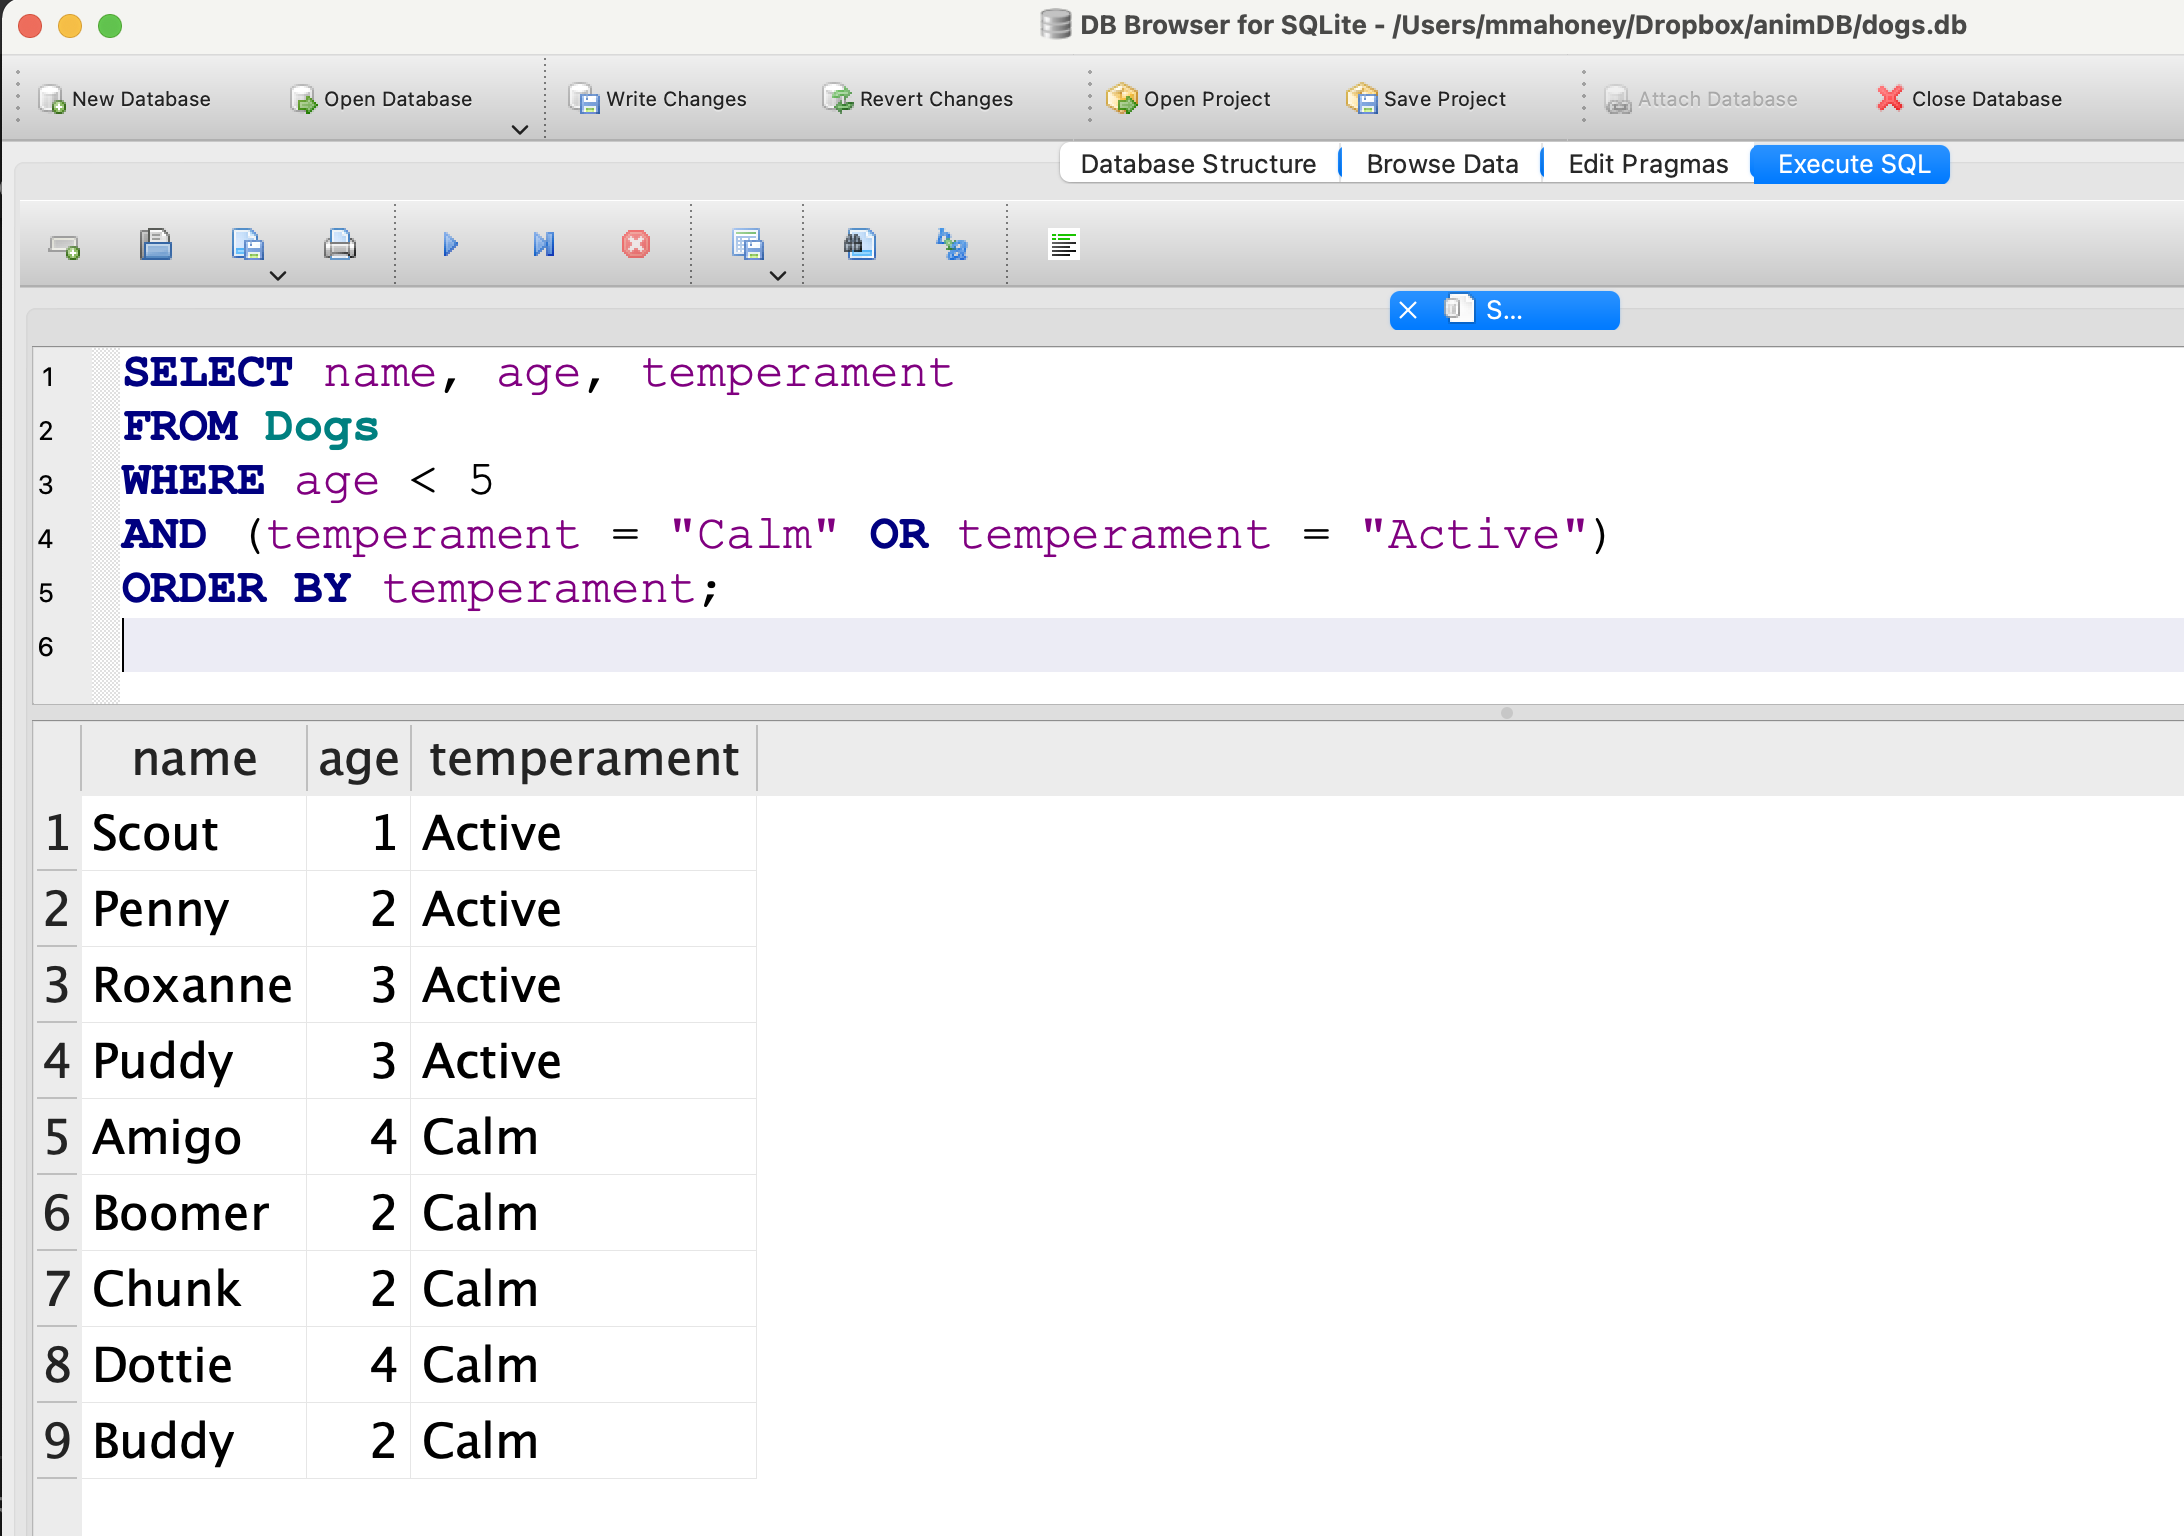 DB Browser for SQLite - /Users/mmahoney/Dropbox/animDB/dogs.db
New Database Open Database Write Changes Revert Changes Open Project Save Project Attach Database Close Database
Database Structure Browse Data Edit Pragmas Execute SQL
S...
1 SELECT name, age, temperament
2 FROM Dogs
3 WHERE age < 5
4 AND (temperament = "Calm" OR temperament = "Active")
5 ORDER BY temperament;
6
name age temperament
1 Scout 1 Active
2 Penny 2 Active
3 Roxanne 3 Active
4 Puddy 3 Active
5 Amigo 4 Calm
6 Boomer 2 Calm
7 Chunk 2 Calm
8 Dottie 4 Calm
9 Buddy 2 Calm